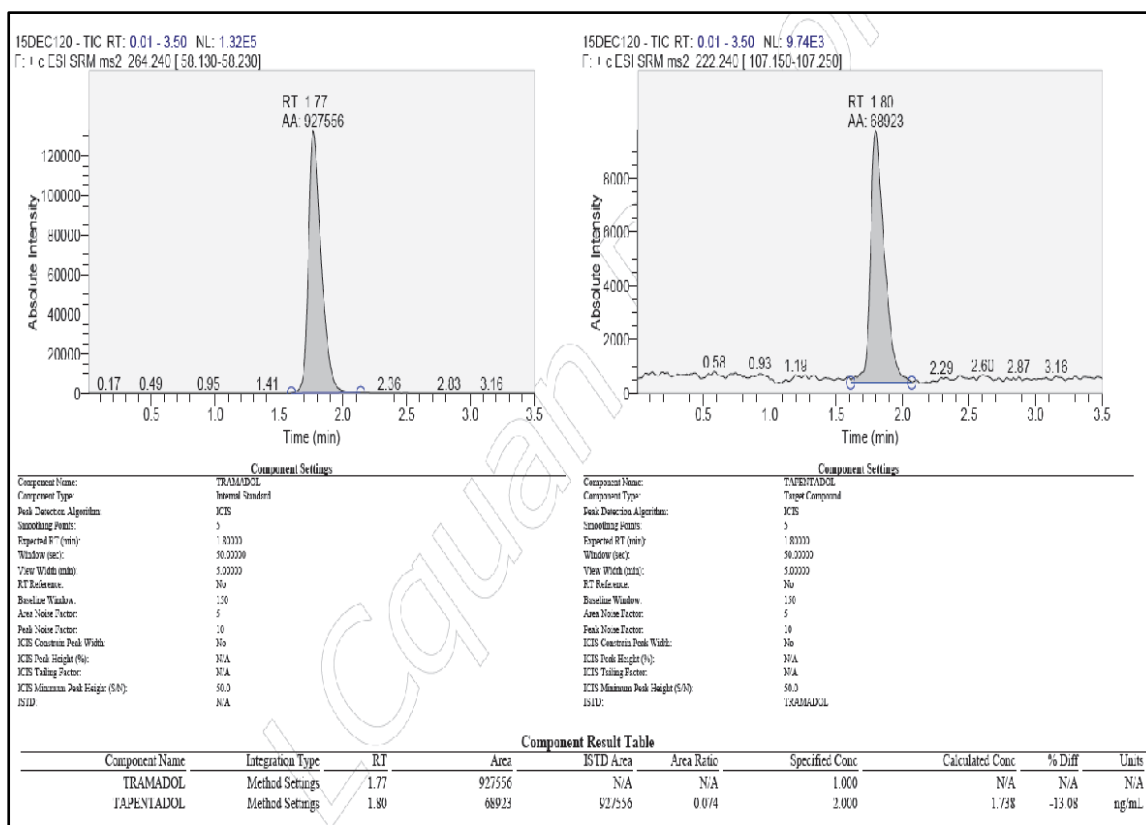 15DEC120 - TIC RT: 0.01 - 3.50 NL: 1.32E5
F: + c ESI SRM ms2 264.240 [ 58.130-58.230]
RT 1.77
AA: 927556
120000
100000
80000
60000
40000
20000
0
Absolute Intensity
0.17 0.49 0.95 1.41 2.36 3.16
0.5 1.0 1.5 2.0 2.5 3.0 3.5
Time (min)
15DEC120 - TIC RT: 0.01 - 3.50 NL: 9.74E3
F: + c ESI SRM ms2 222.240 [ 107.150-107.250]
RT 1.80
AA: 68923
8000
6000
4000
2000
0
Absolute Intensity
0.58 0.93 1.19 2.29 2.60 2.87 3.16
0.5 1.0 1.5 2.0 2.5 3.0 3.5
Time (min)
Component Settings
Component Name: TRAMADOL
Component Type: Internal Standard
Peak Detection Algorithm: ICIS
Smoothing Points: 5
Expected RT (min): 1.80000
Window (sec): 50.00000
View Width (min): 5.00000
RT Reference: No
Baseline Window: 150
Area Noise Factor: 5
Peak Noise Factor: 10
ICIS Constrain Peak Width: No
ICIS Peak Height (%): N/A
ICIS Tailing Factor: N/A
ICIS Minimum Peak Height (S/N): 50.0
ISTD: N/A
Component Settings
Component Name: TAPENTADOL
Component Type: Target Compound
Peak Detection Algorithm: ICIS
Smoothing Points: 5
Expected RT (min): 1.80000
Window (sec): 50.00000
View Width (min): 5.00000
RT Reference: No
Baseline Window: 150
Area Noise Factor: 5
Peak Noise Factor: 10
ICIS Constrain Peak Width: No
ICIS Peak Height (%): N/A
ICIS Tailing Factor: N/A
ICIS Minimum Peak Height (S/N): 50.0
ISTD: TRAMADOL
Component Result Table
Component Name Integration Type RT Area ISTD Area Area Ratio Specified Conc Calculated Conc % Diff Units
TRAMADOL Method Settings 1.77 927556 N/A N/A 1.000 N/A N/A N/A
TAPENTADOL Method Settings 1.80 68923 927556 0.074 2.000 1.738 -13.08 ng/mL
LCquan